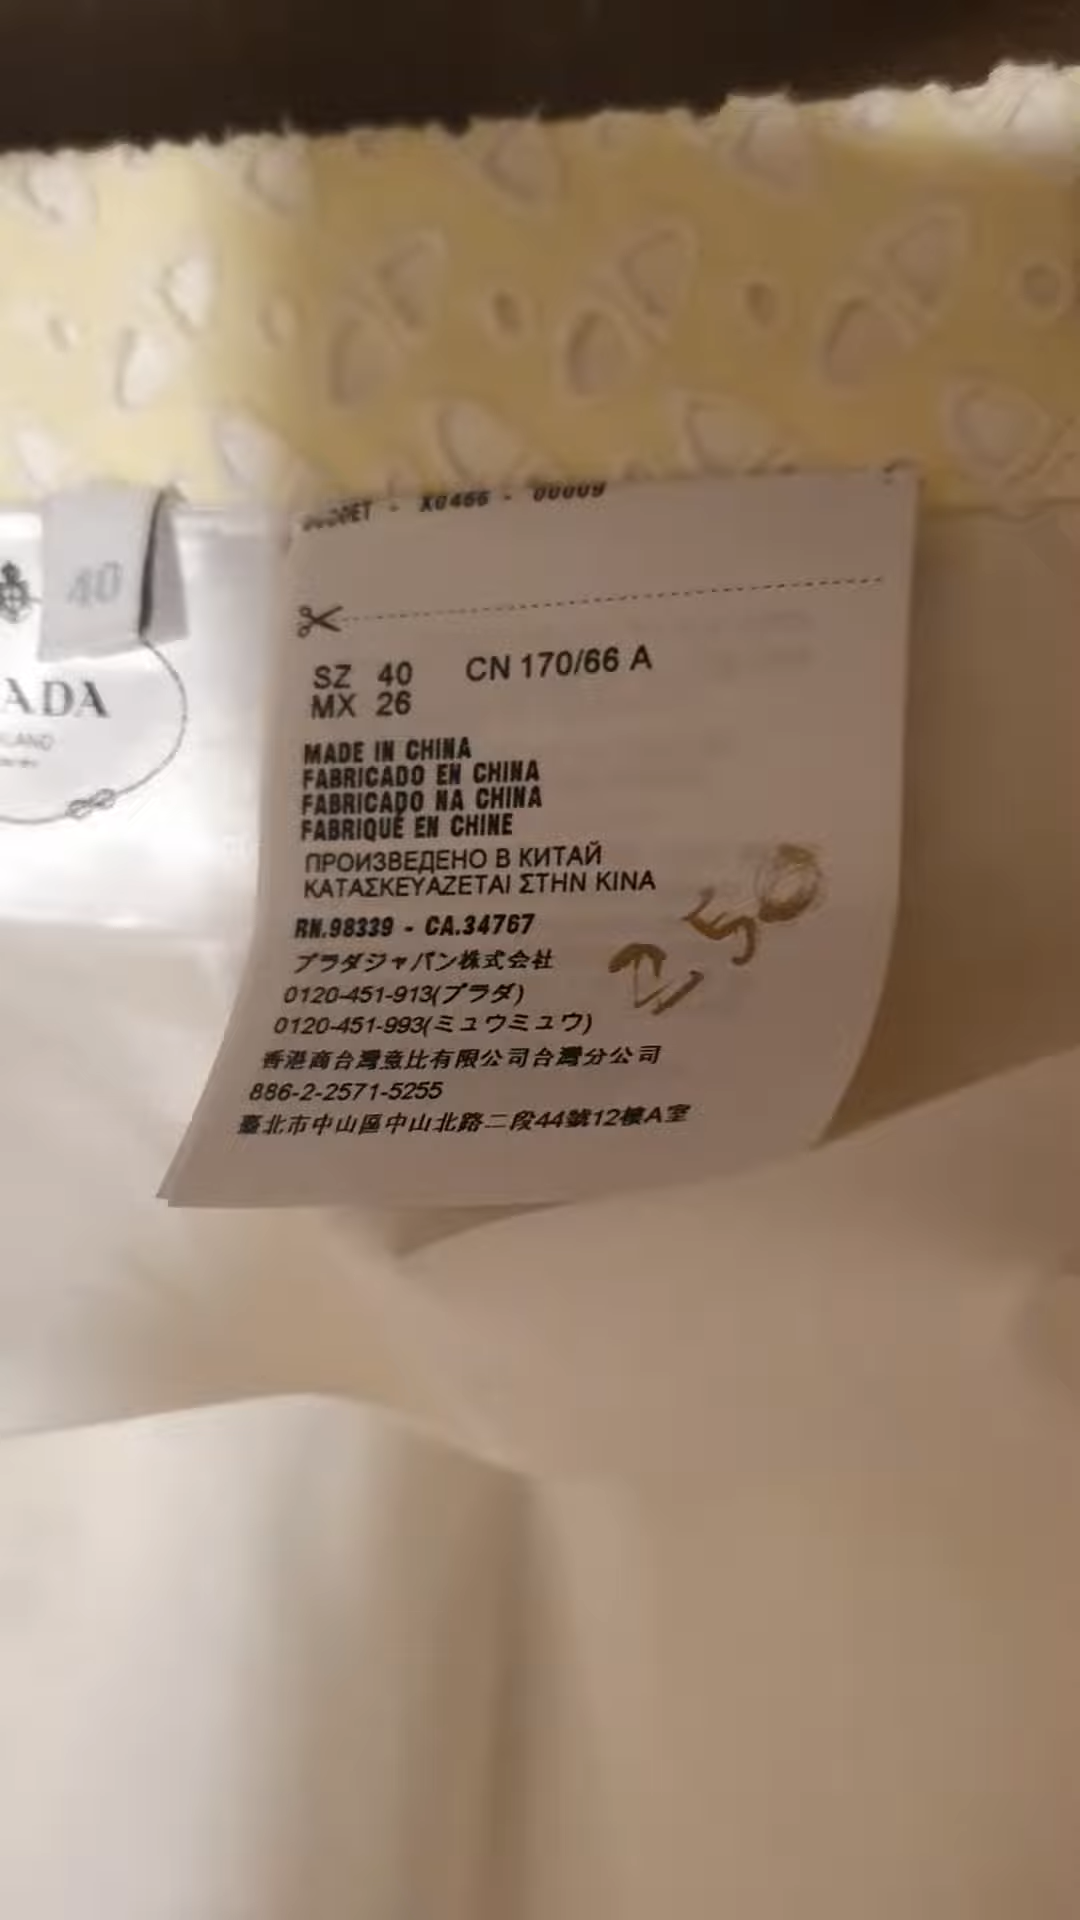 40
ADA
X0466 - 00009
SZ 40 CN 170/66 A
MX 26
MADE IN CHINA
FABRICADO EN CHINA
FABRICADO NA CHINA
FABRIQUÉ EN CHINE
ПРОИЗВЕДЕНО В КИТАЙ
ΚΑΤΑΣΚΕΥΑΖΕΤΑΙ ΣΤΗΝ ΚΙΝΑ
RN.98339 - CA.34767
プラダジャパン株式会社
0120-451-913(プラダ)
0120-451-993(ミュウミュウ)
香港商台灣意比有限公司台灣分公司
886-2-2571-5255
臺北市中山區中山北路二段44號12樓A室
250